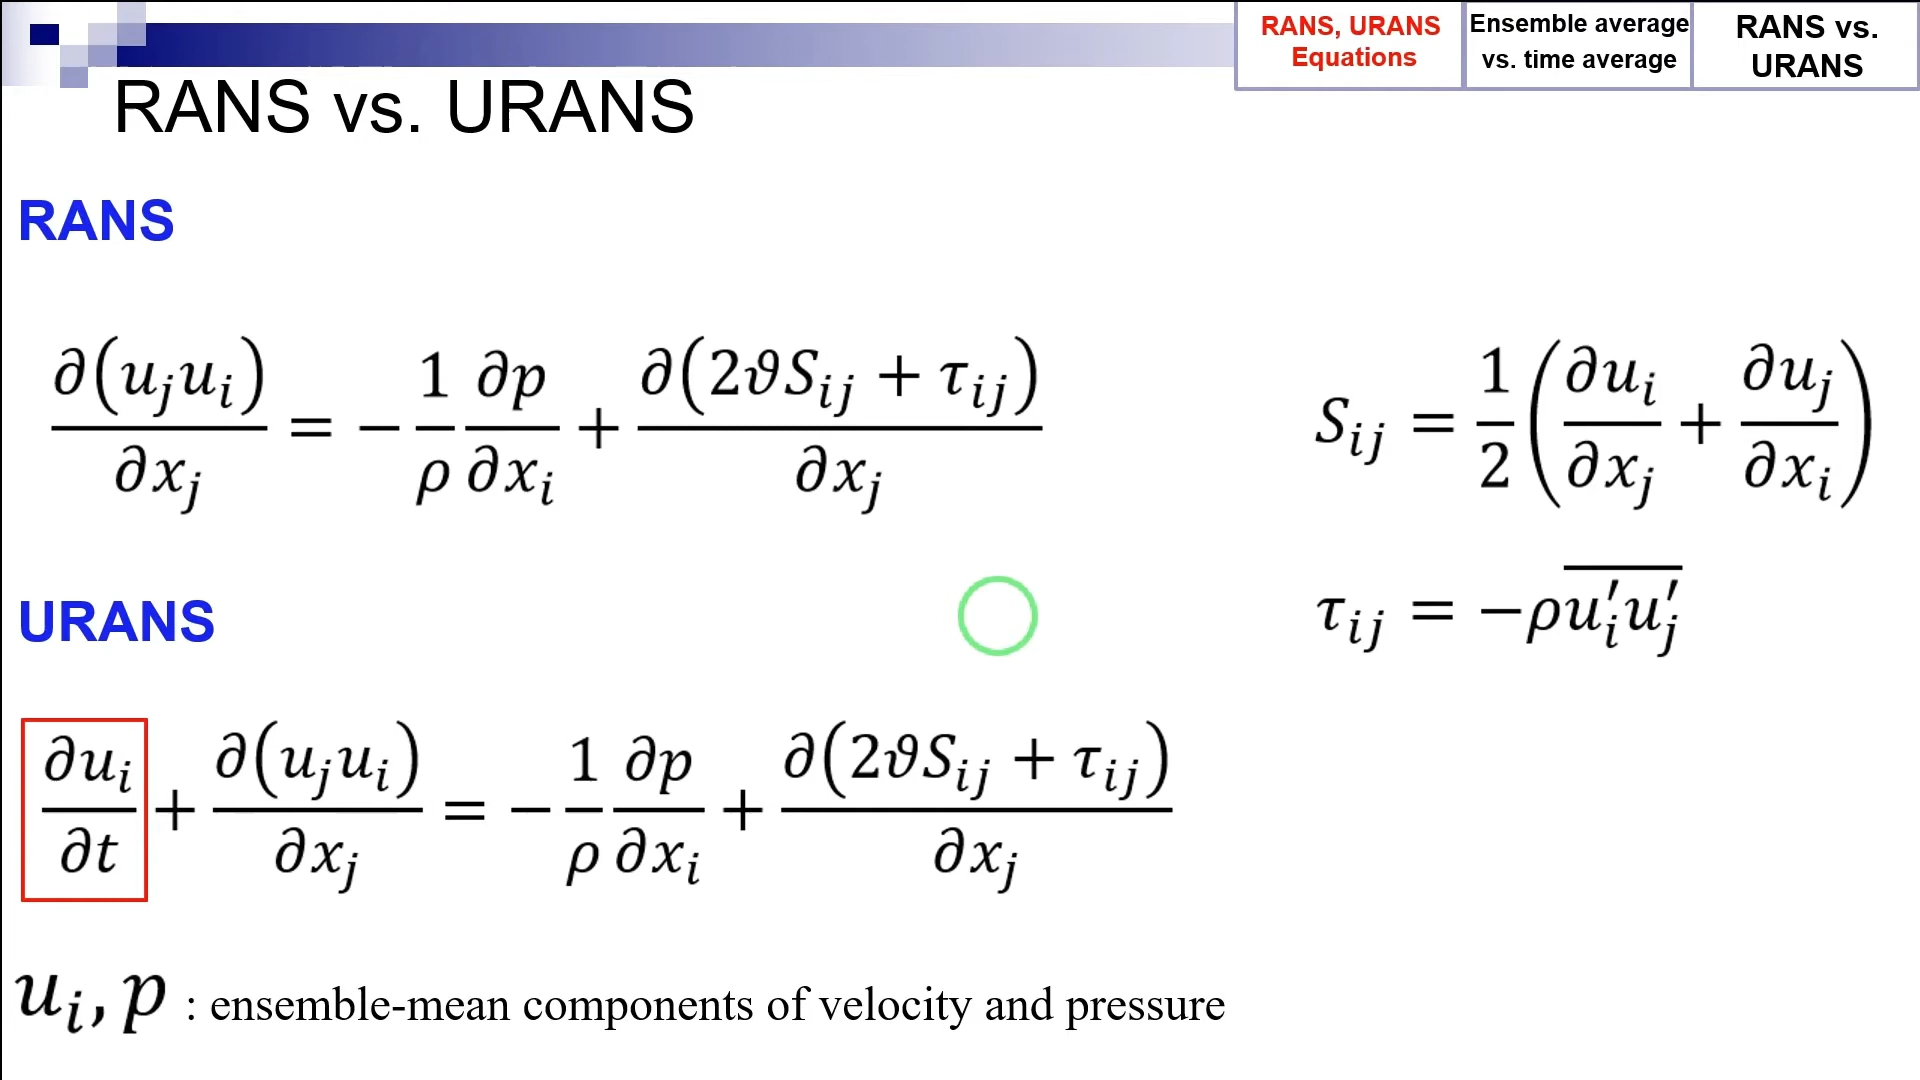 RANS, URANS
Equations
Ensemble average
vs. time average
RANS vs.
URANS
RANS vs. URANS
RANS
∂(u_j u_i)/∂x_j = −(1/ρ) ∂p/∂x_i + ∂(2ϑS_ij + τ_ij)/∂x_j
S_ij = 1/2 (∂u_i/∂x_j + ∂u_j/∂x_i)
τ_ij = −ρ\overline{u_i′u_j′}
URANS
∂u_i/∂t + ∂(u_j u_i)/∂x_j = −(1/ρ) ∂p/∂x_i + ∂(2ϑS_ij + τ_ij)/∂x_j
u_i, p : ensemble-mean components of velocity and pressure